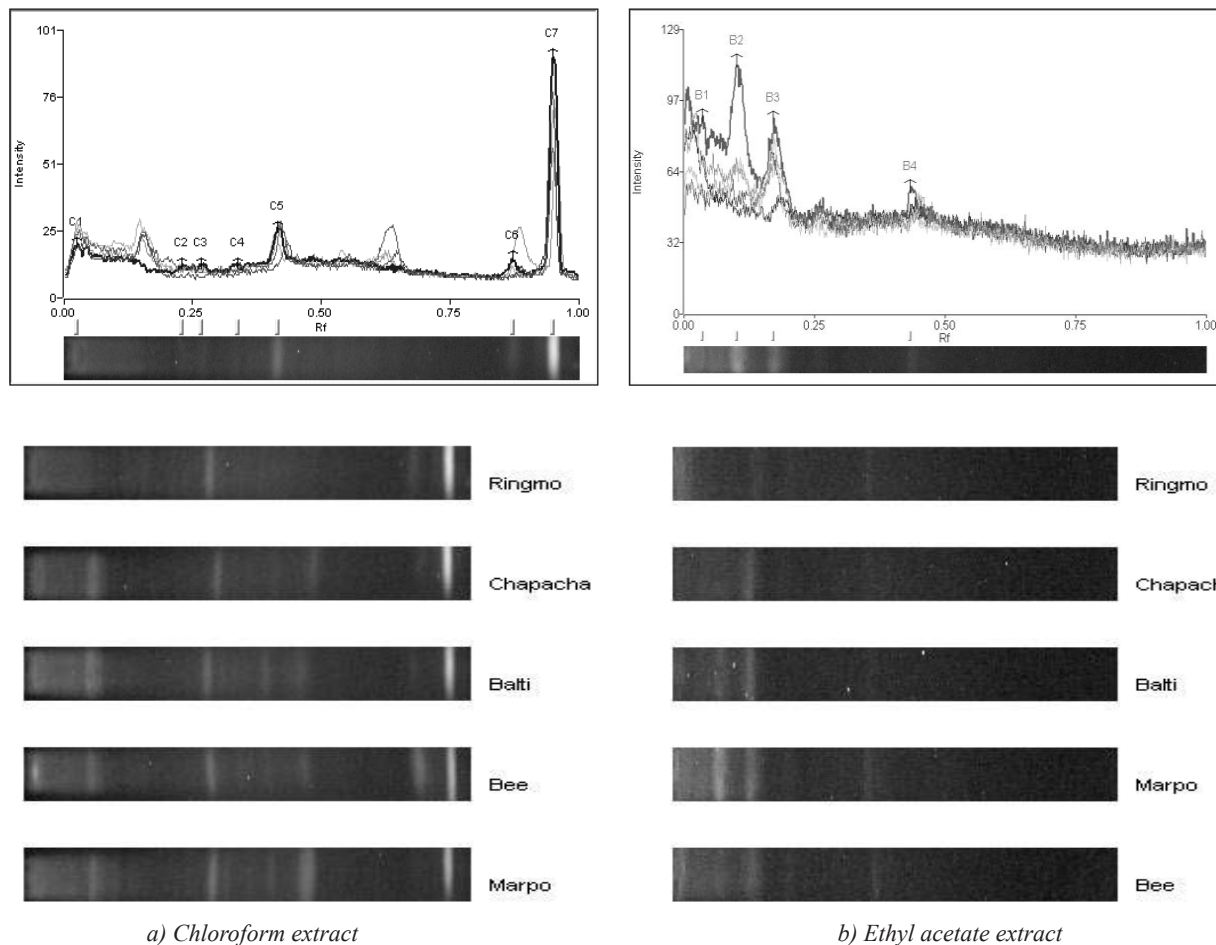 101
76
51
25
0
Intensity
C1
C2
C3
C4
C5
C6
C7
0.00
0.25
0.50
0.75
1.00
Rf
129
97
64
32
0
Intensity
B1
B2
B3
B4
0.00
0.25
0.50
0.75
1.00
Rf
Ringmo
Chapacha
Balti
Bee
Marpo
a) Chloroform extract
Ringmo
Chapach
Balti
Marpo
Bee
b) Ethyl acetate extract